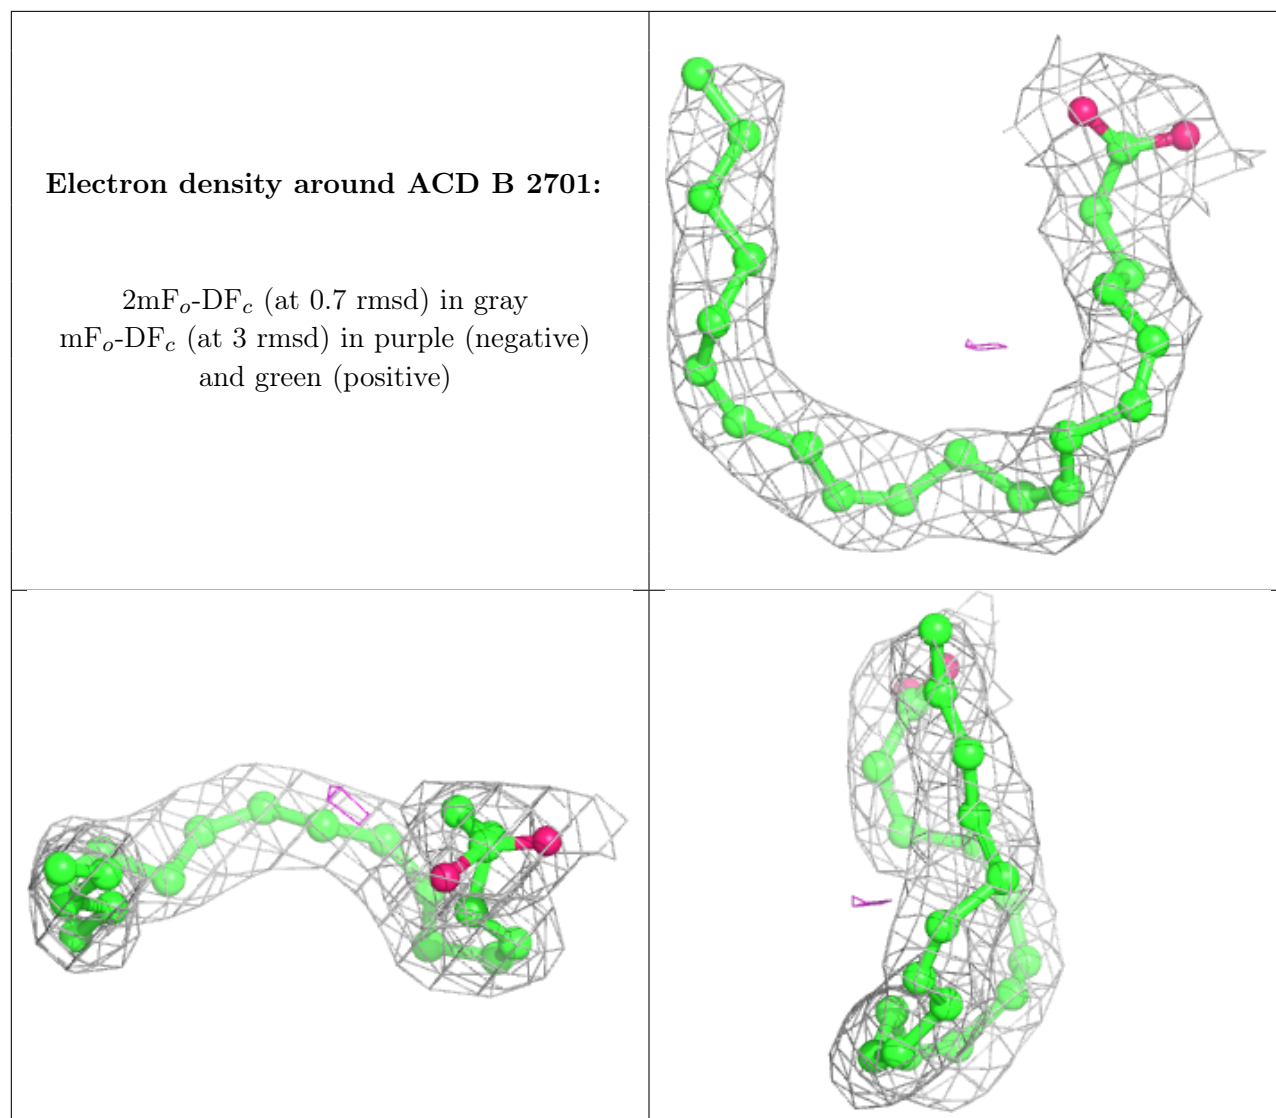 Electron density around ACD B 2701:
2mFo-DFc (at 0.7 rmsd) in gray
mFo-DFc (at 3 rmsd) in purple (negative)
and green (positive)